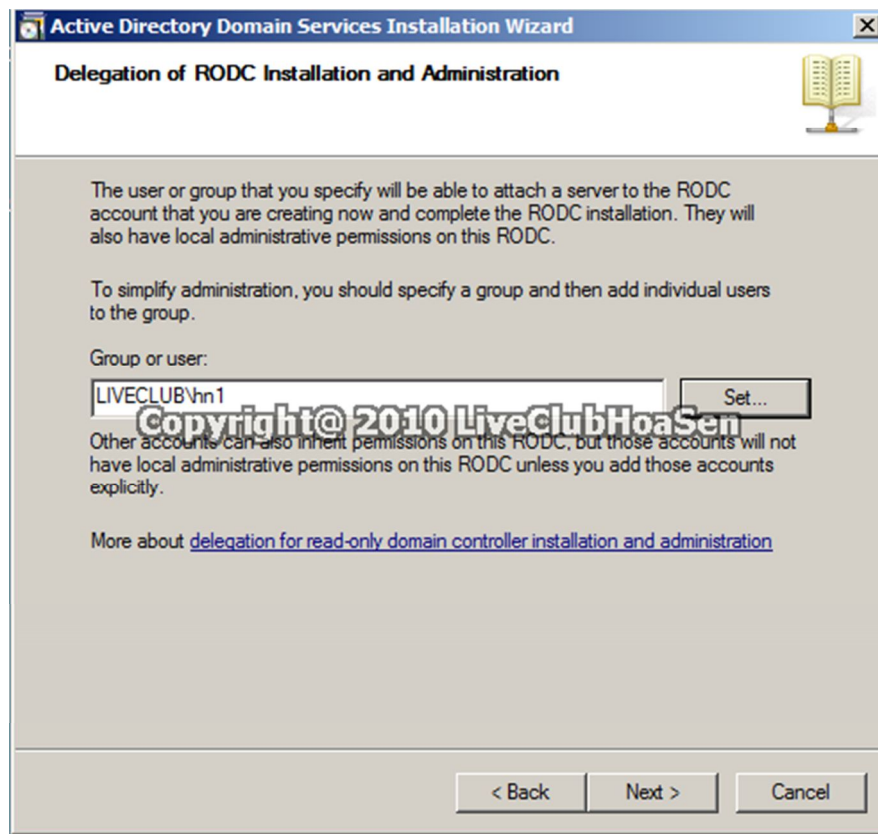 Active Directory Domain Services Installation Wizard
Delegation of RODC Installation and Administration
The user or group that you specify will be able to attach a server to the RODC
account that you are creating now and complete the RODC installation. They will
also have local administrative permissions on this RODC.
To simplify administration, you should specify a group and then add individual users
to the group.
Group or user:
LIVECLUB\hn1
Set...
Copyright@ 2010 LiveClubHoaSen
Other accounts can also inherit permissions on this RODC, but those accounts will not
have local administrative permissions on this RODC unless you add those accounts
explicitly.
More about delegation for read-only domain controller installation and administration
< Back
Next >
Cancel